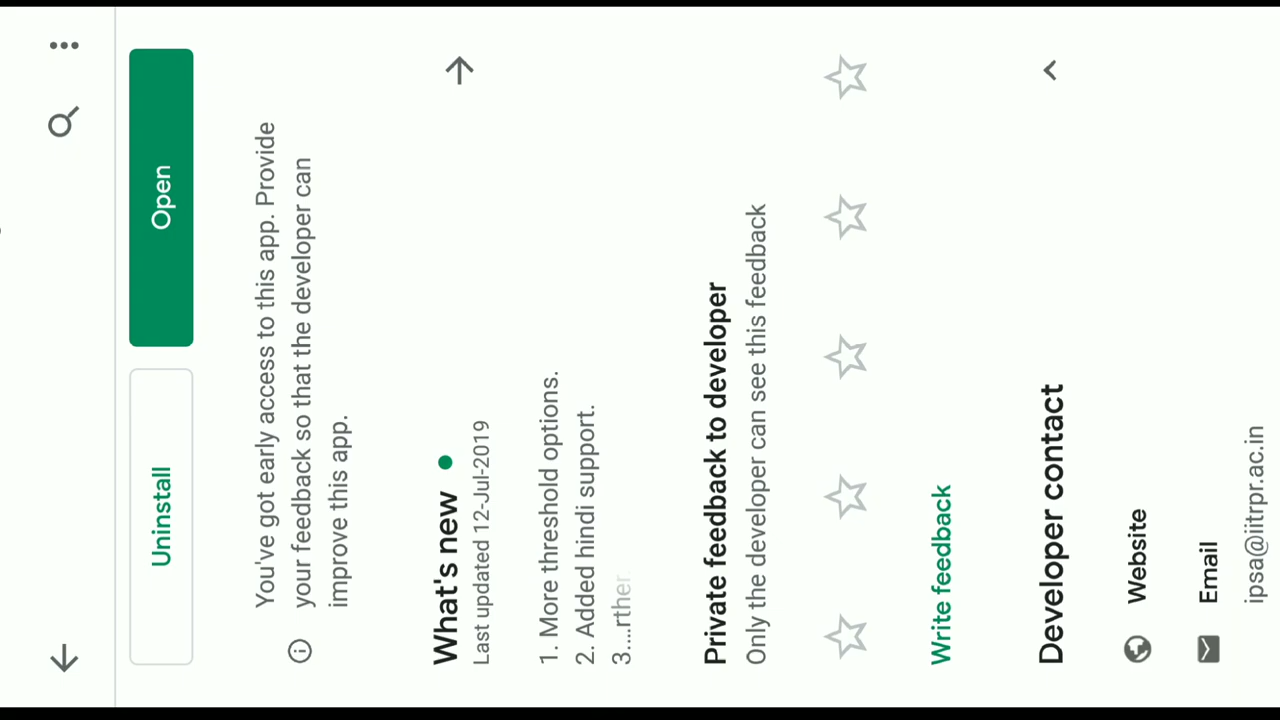 Uninstall
Open
You've got early access to this app. Provide
your feedback so that the developer can
improve this app.
What's new
Last updated 12-Jul-2019
1. More threshold options.
2. Added hindi support.
3....rther
Private feedback to developer
Only the developer can see this feedback
Write feedback
Developer contact
Website
Email
ipsa@iitrpr.ac.in